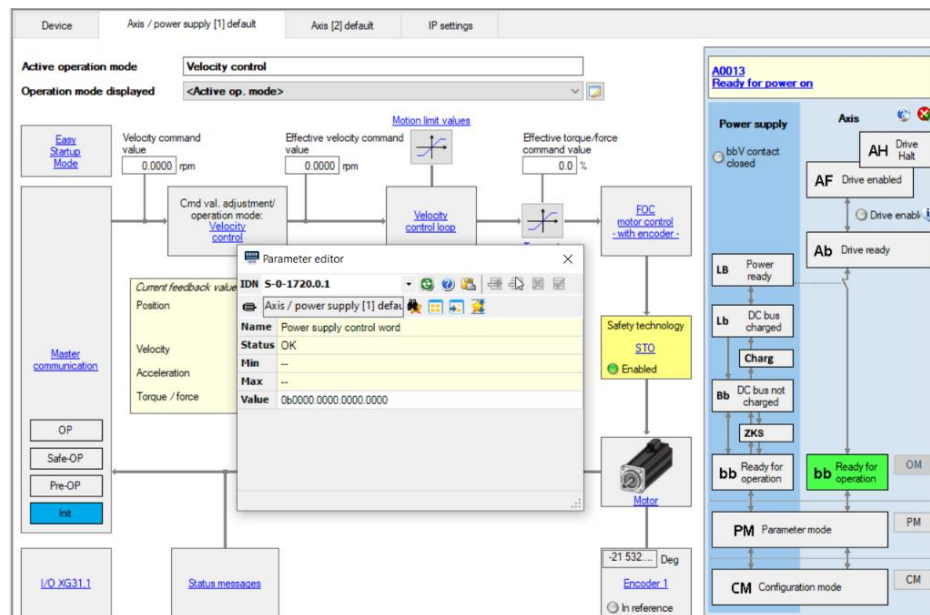 Device
Axis / power supply [1] default
Axis [2] default
IP settings
Active operation mode
Velocity control
Operation mode displayed
<Active op. mode>
Easy
Startup
Mode
Velocity command
value
0.0000 rpm
Effective velocity command
value
0.0000 rpm
Motion limit values
Effective torque/force
command value
0.0 %
Cmd val. adjustment/
operation mode:
Velocity
control
Velocity
control loop
FOC
motor control
- with encoder -
Master
communication
OP
Safe-OP
Pre-OP
Init
Current feedback value
Position
Velocity
Acceleration
Torque / force
Parameter editor
IDN S-0-1720.0.1
Axis / power supply [1] defau
Name Power supply control word
Status OK
Min --
Max --
Value 0b0000.0000.0000.0000
Safety technology
STO
Enabled
Motor
-21 532.... Deg
Encoder 1
In reference
I/O XG31.1
Status messages
A0013
Ready for power on
Power supply
Axis
bbV contact
closed
AH Drive
Halt
AF Drive enabled
Drive enabl
Ab Drive ready
LB Power
ready
Lb DC bus
charged
Charg
Bb DC bus not
charged
ZKS
bb Ready for
operation
bb Ready for
operation
OM
PM Parameter mode
PM
CM Configuration mode
CM